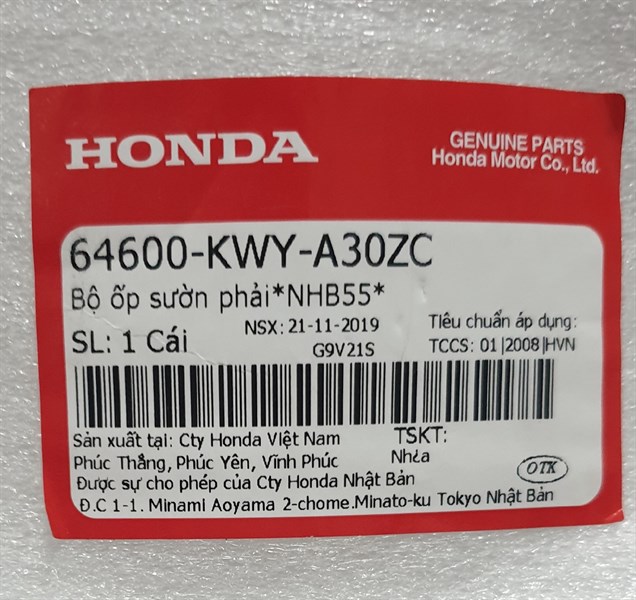 HONDA
GENUINE PARTS
Honda Motor Co., Ltd.
64600-KWY-A30ZC
Bộ ốp sườn phải*NHB55*
SL: 1 Cái
NSX: 21-11-2019
G9V21S
Tiêu chuẩn áp dụng:
TCCS: 01|2008|HVN
Sản xuất tại: Cty Honda Việt Nam
Phúc Thắng, Phúc Yên, Vĩnh Phúc
TSKT:
Nhựa
Được sự cho phép của Cty Honda Nhật Bản
OTK
Đ.C 1-1. Minami Aoyama 2-chome.Minato-ku Tokyo Nhật Bản